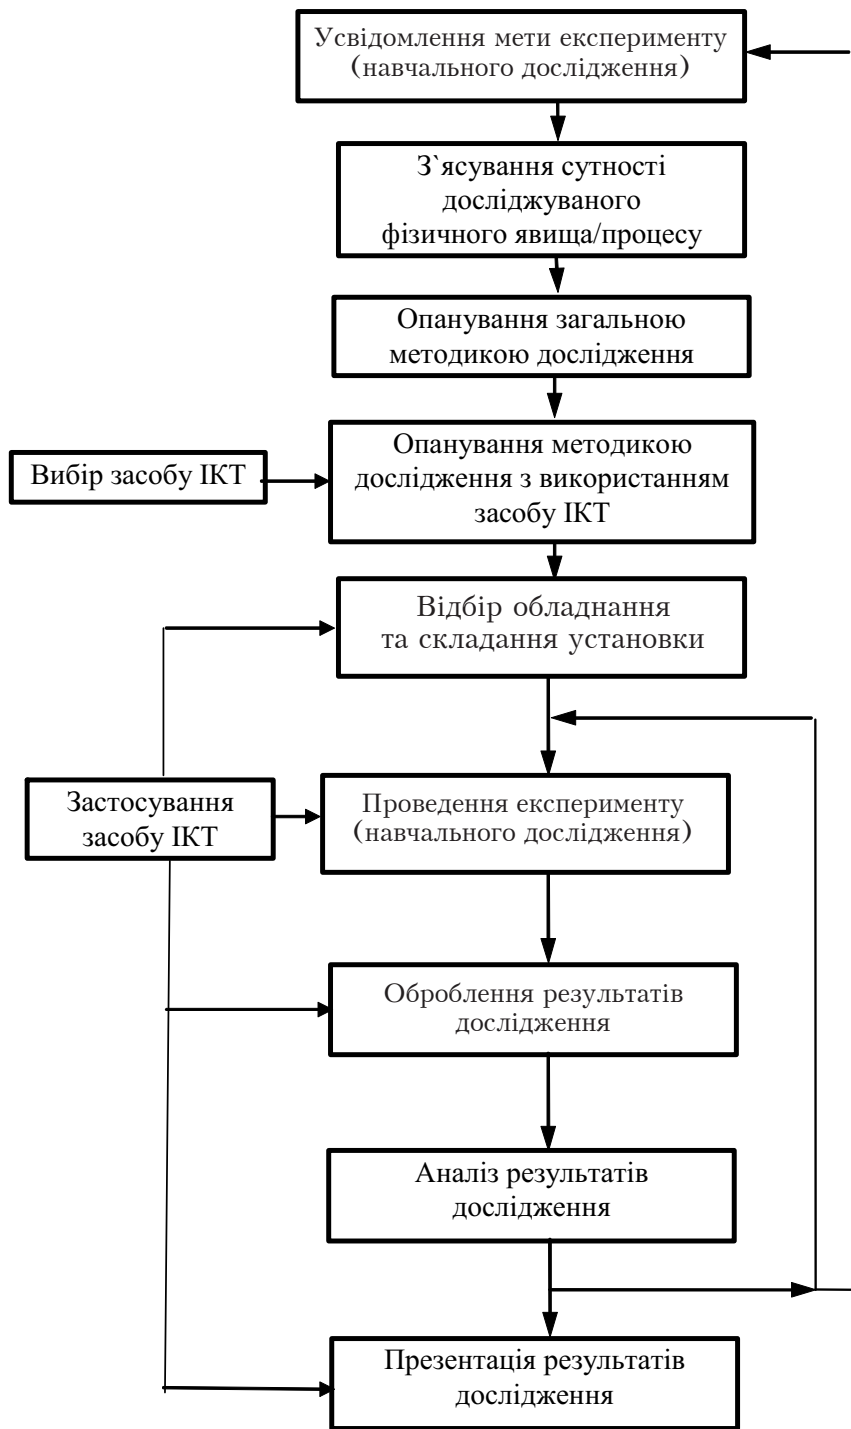 Усвідомлення мети експерименту
(навчального дослідження)
З`ясування сутності
досліджуваного
фізичного явища/процесу
Опанування загальною
методикою дослідження
Вибір засобу ІКТ
Опанування методикою
дослідження з використанням
засобу ІКТ
Відбір обладнання
та складання установки
Застосування
засобу ІКТ
Проведення експерименту
(навчального дослідження)
Оброблення результатів
дослідження
Аналіз результатів
дослідження
Презентація результатів
дослідження